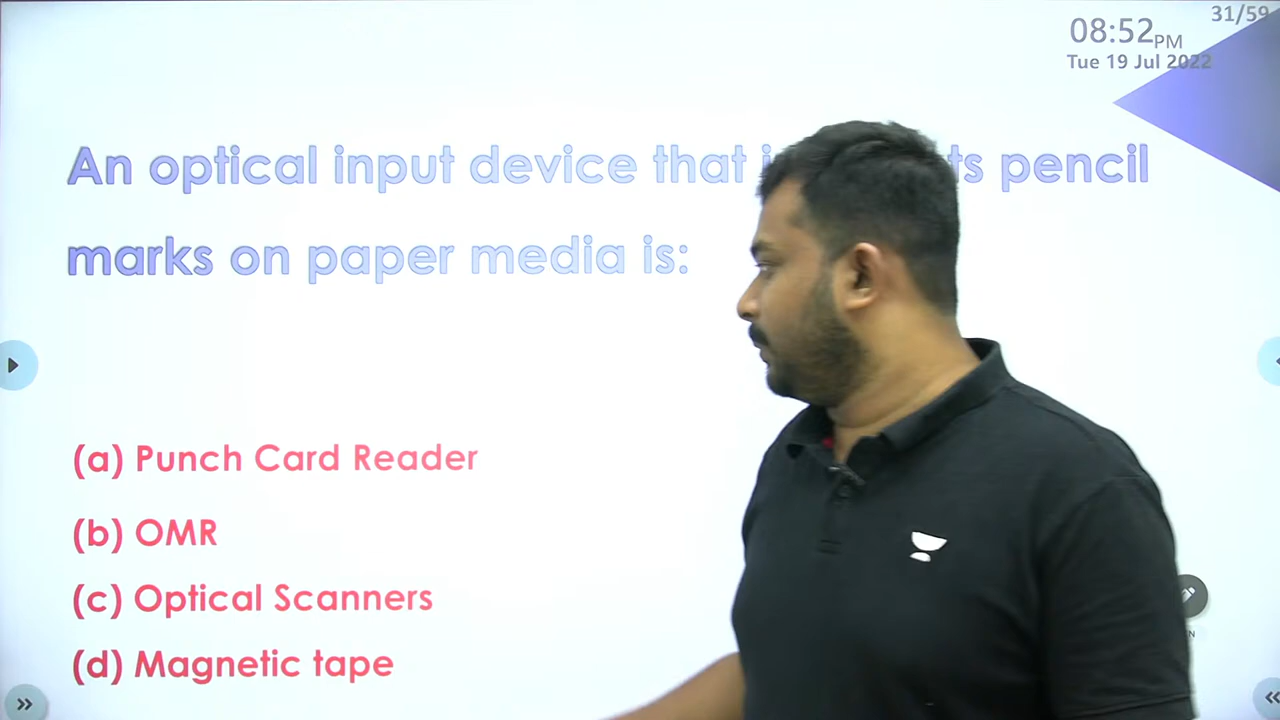 31/59
08:52PM
Tue 19 Jul 2022
An optical input device that pencil
marks on paper media is:
(a) Punch Card Reader
(b) OMR
(c) Optical Scanners
(d) Magnetic tape